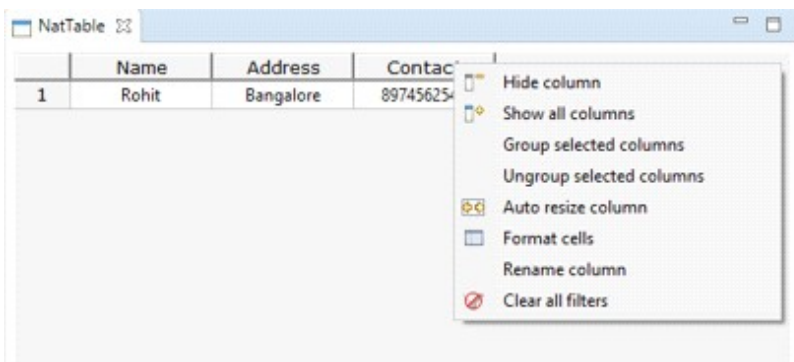 NatTable
Name Address Contac
1 Rohit Bangalore 89745625
Hide column
Show all columns
Group selected columns
Ungroup selected columns
Auto resize column
Format cells
Rename column
Clear all filters